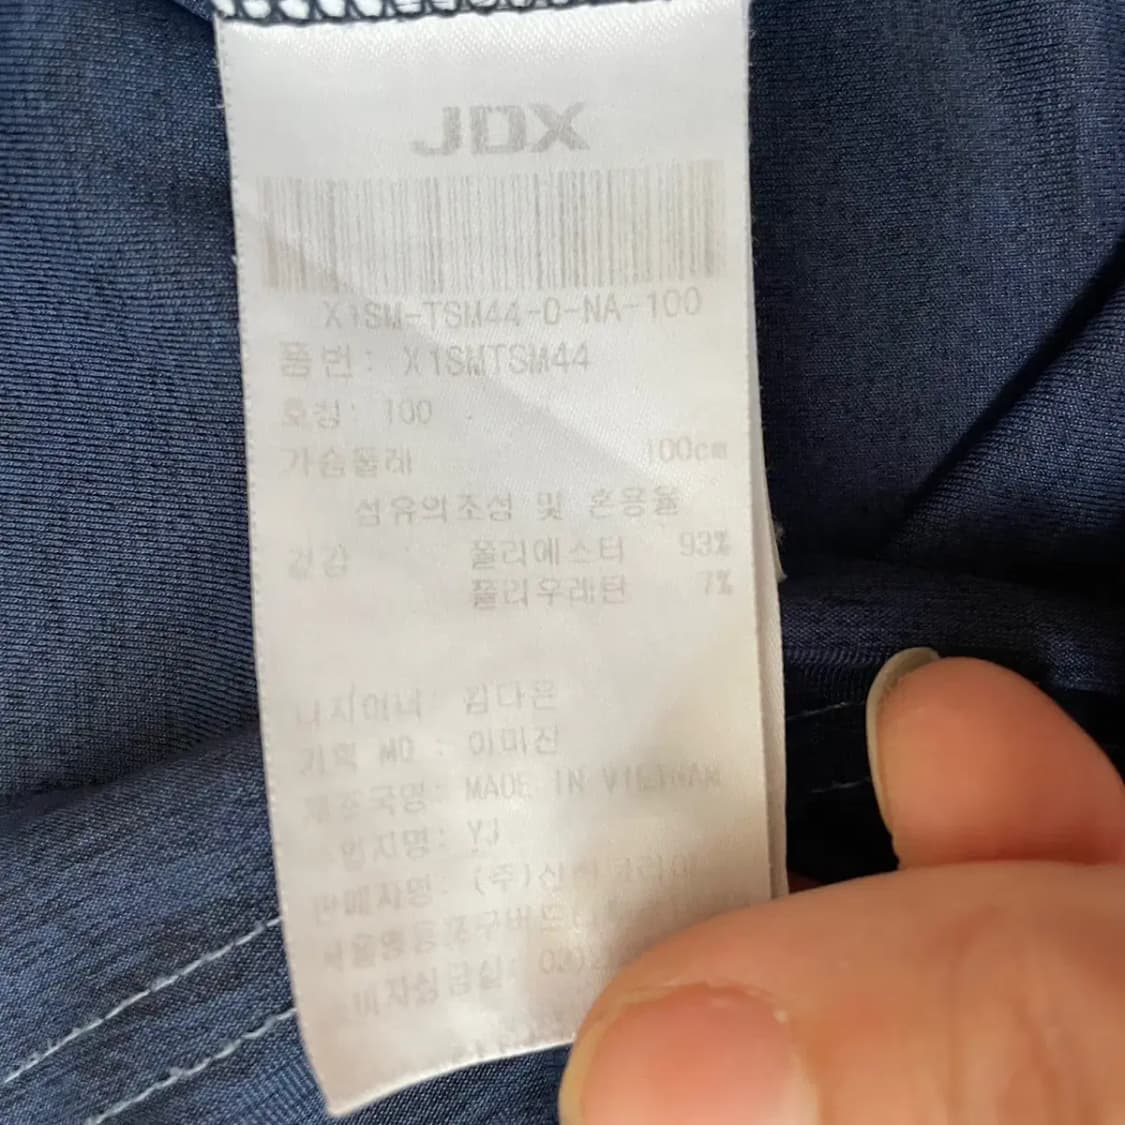 JDX
X1SM-TSM44-0-NA-100
품번: X1SMTSM44
호칭: 100
가슴둘레 100cm
섬유의조성 및 혼용율
겉감 폴리에스터 93%
폴리우레탄 7%
디자이너: 김다은
기획 MD : 이미진
제조국명: MADE IN VIETNAM
업지명: YJ
판매자명: (주)신한코리아